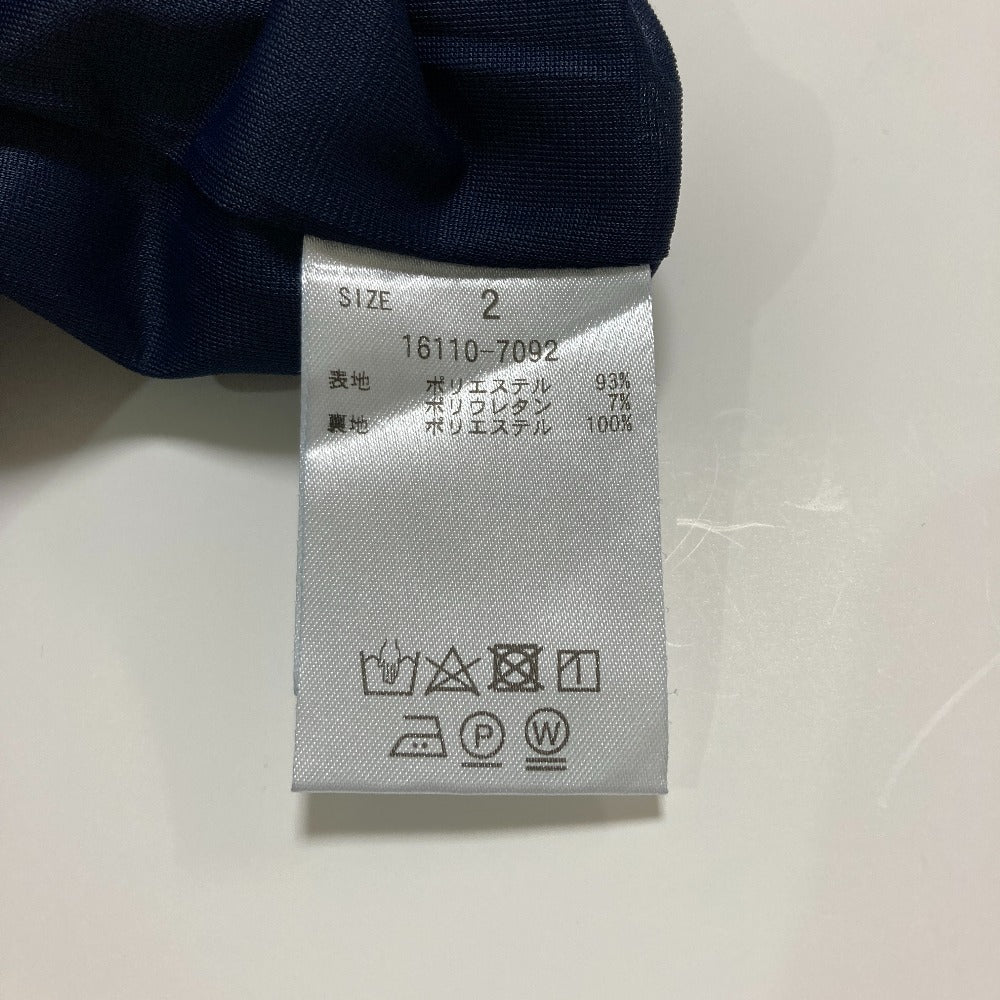 SIZE 2
16110-7092
表地 ポリエステル 93%
ポリウレタン 7%
裏地 ポリエステル 100%
P W